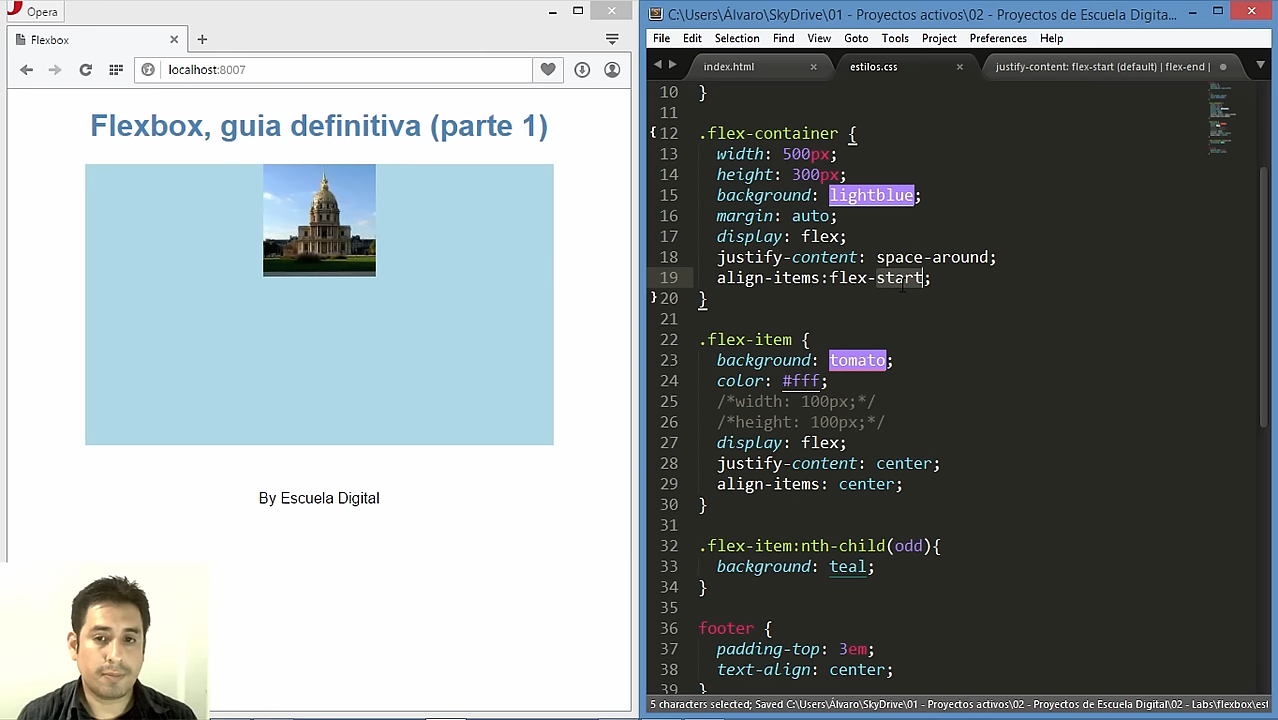 Opera
Flexbox
localhost:8007
Flexbox, guia definitiva (parte 1)
By Escuela Digital
C:\Users\Álvaro\SkyDrive\01 - Proyectos activos\02 - Proyectos de Escuela Digital...
File Edit Selection Find View Goto Tools Project Preferences Help
index.html estilos.css justify-content: flex-start (default) | flex-end |
10 }
11
12 .flex-container {
13 width: 500px;
14 height: 300px;
15 background: lightblue;
16 margin: auto;
17 display: flex;
18 justify-content: space-around;
19 align-items:flex-start;
20 }
21
22 .flex-item {
23 background: tomato;
24 color: #fff;
25 /*width: 100px;*/
26 /*height: 100px;*/
27 display: flex;
28 justify-content: center;
29 align-items: center;
30 }
31
32 .flex-item:nth-child(odd){
33 background: teal;
34 }
35
36 footer {
37 padding-top: 3em;
38 text-align: center;
39 }
5 characters selected; Saved C:\Users\Álvaro\SkyDrive\01 - Proyectos activos\02 - Proyectos de Escuela Digital\02 - Labs\flexbox\esl